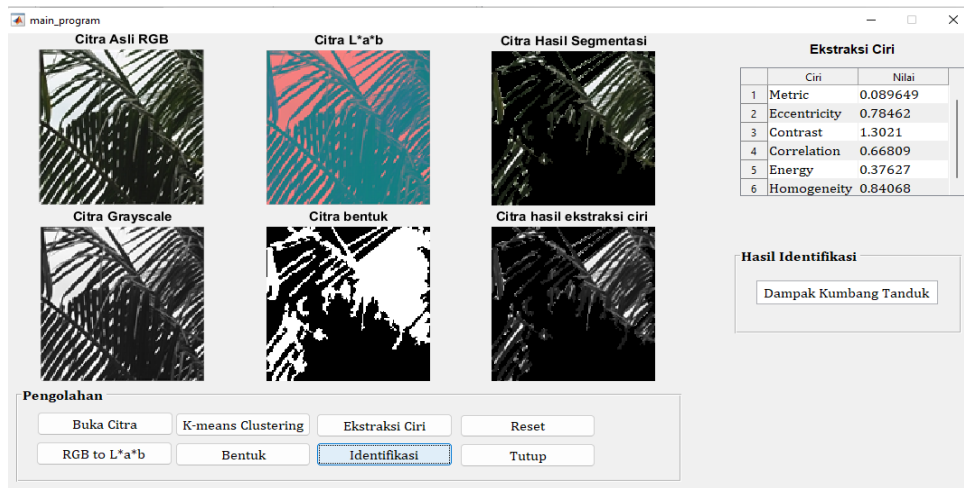 main_program
Citra Asli RGB
Citra L*a*b
Citra Hasil Segmentasi
Citra Grayscale
Citra bentuk
Citra hasil ekstraksi ciri
Ekstraksi Ciri
Ciri Nilai
1 Metric 0.089649
2 Eccentricity 0.78462
3 Contrast 1.3021
4 Correlation 0.66809
5 Energy 0.37627
6 Homogeneity 0.84068
Hasil Identifikasi
Dampak Kumbang Tanduk
Pengolahan
Buka Citra
K-means Clustering
Ekstraksi Ciri
Reset
RGB to L*a*b
Bentuk
Identifikasi
Tutup